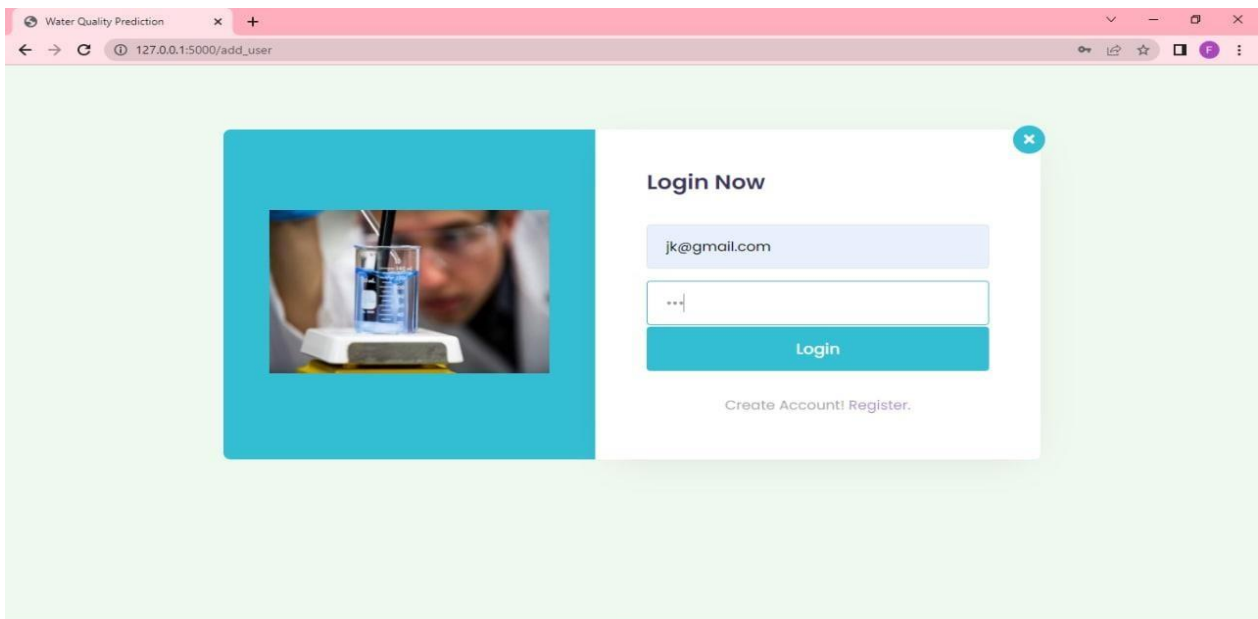 Water Quality Prediction
127.0.0.1:5000/add_user
F
Login Now
jk@gmail.com
***
Login
Create Account! Register.